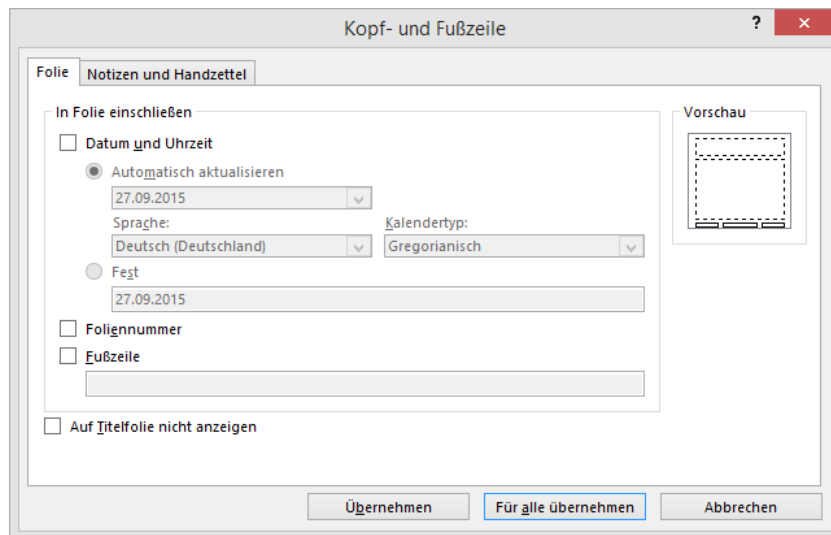 Kopf- und Fußzeile
?
Folie
Notizen und Handzettel
In Folie einschließen
Vorschau
Datum und Uhrzeit
Automatisch aktualisieren
27.09.2015
Sprache:
Kalendertyp:
Deutsch (Deutschland)
Gregorianisch
Fest
27.09.2015
Foliennummer
Fußzeile
Auf Titelfolie nicht anzeigen
Übernehmen
Für alle übernehmen
Abbrechen